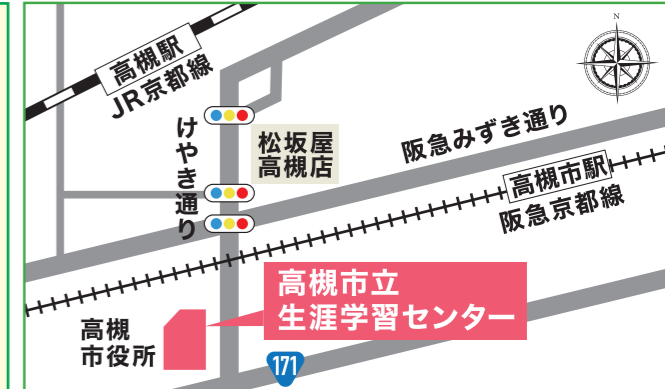 N
高槻駅
JR京都線
けやき通り
松坂屋
高槻店
阪急みずき通り
高槻市駅
阪急京都線
高槻市立
生涯学習センター
高槻
市役所
171